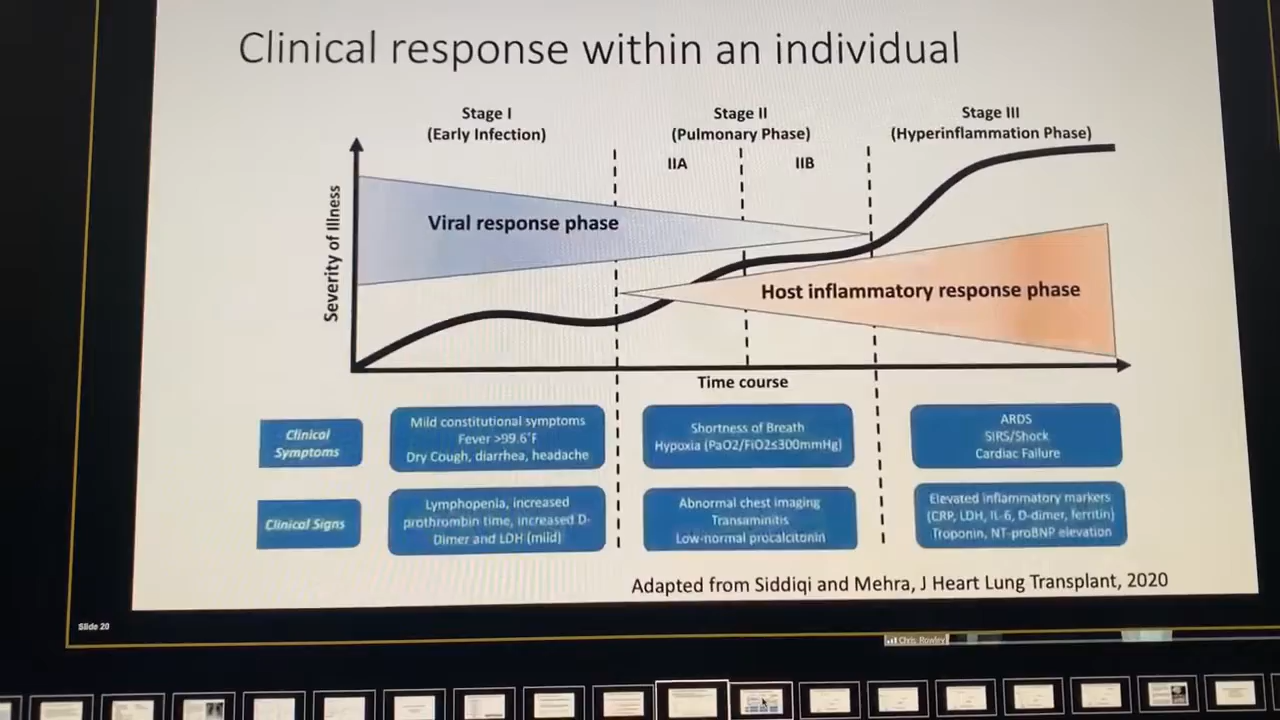 Clinical response within an individual
Stage I
(Early Infection)
Stage II
(Pulmonary Phase)
Stage III
(Hyperinflammation Phase)
IIA
IIB
Severity of Illness
Viral response phase
Host inflammatory response phase
Time course
Clinical
Symptoms
Mild constitutional symptoms
Fever >99.6°F
Dry Cough, diarrhea, headache
Shortness of Breath
Hypoxia (PaO2/FiO2≤300mmHg)
ARDS
SIRS/Shock
Cardiac Failure
Clinical Signs
Lymphopenia, increased
prothrombin time, increased D-
Dimer and LDH (mild)
Abnormal chest imaging
Transaminitis
Low-normal procalcitonin
Elevated inflammatory markers
(CRP, LDH, IL-6, D-dimer, ferritin)
Troponin, NT-proBNP elevation
Adapted from Siddiqi and Mehra, J Heart Lung Transplant, 2020
Slide 20
Chris Rowley